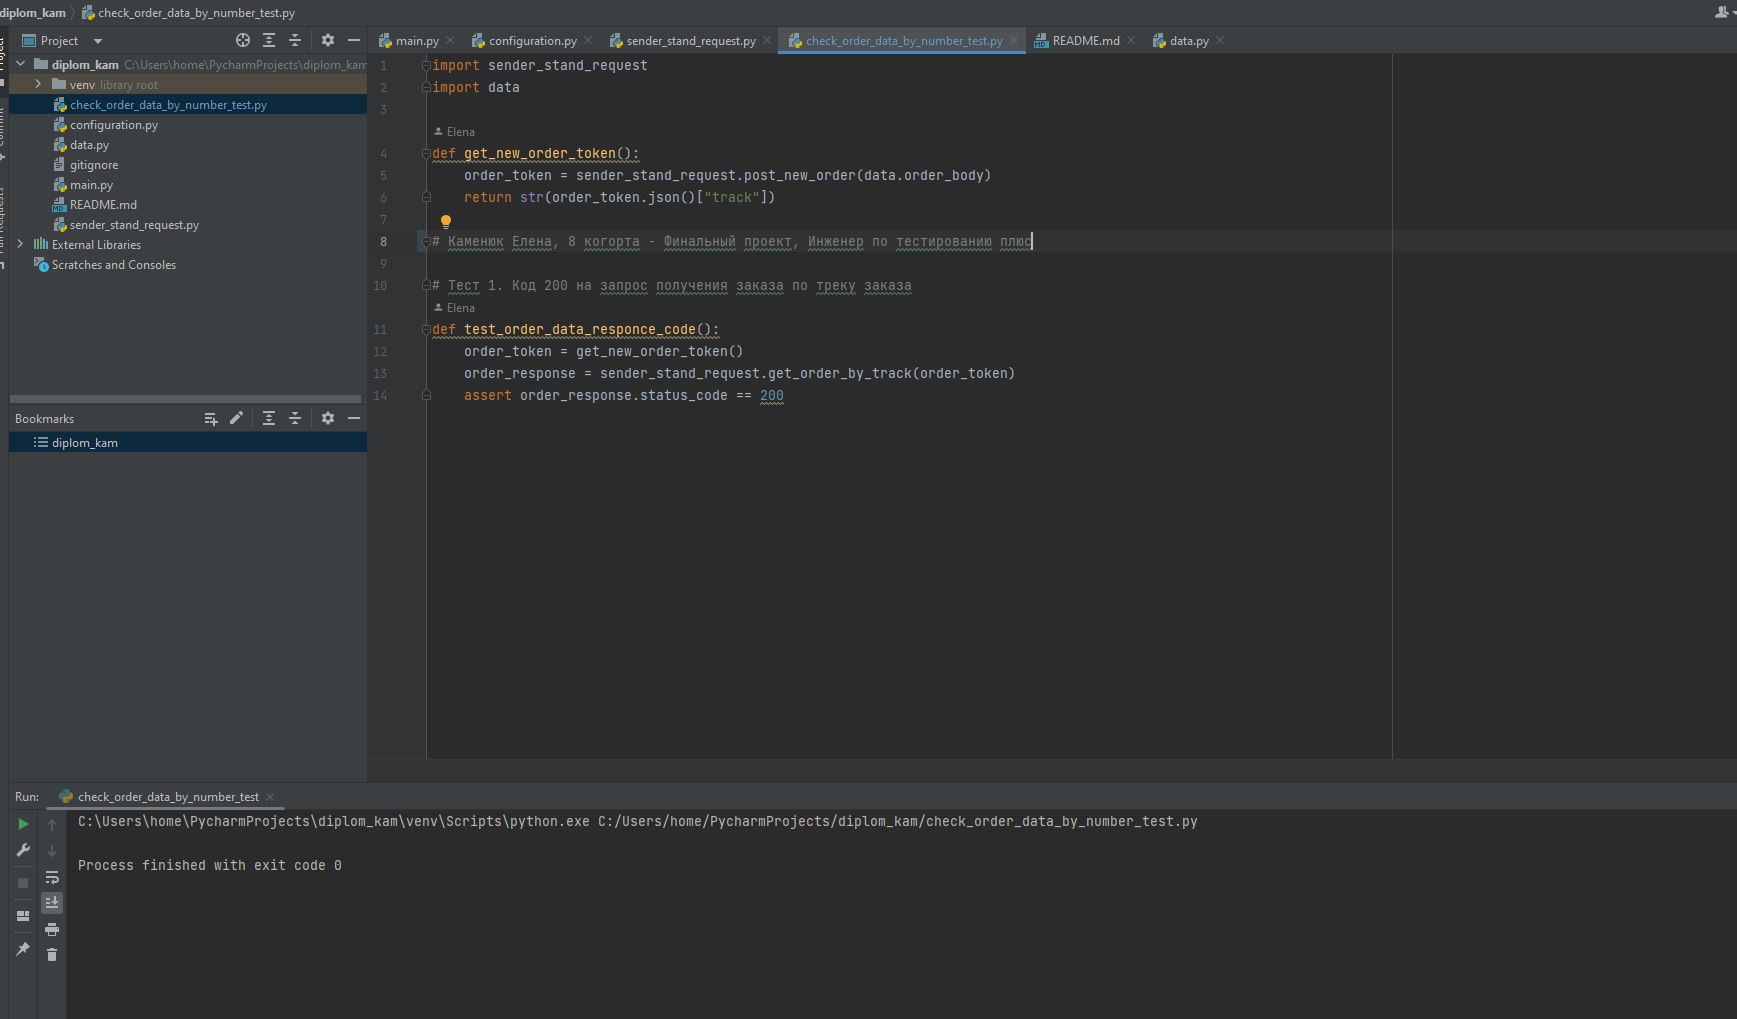 diplom_kam check_order_data_by_number_test.py
Project
main.py configuration.py sender_stand_request.py check_order_data_by_number_test.py README.md data.py
diplom_kam C:\Users\home\PycharmProjects\diplom_kam
venv library root
check_order_data_by_number_test.py
configuration.py
data.py
gitignore
main.py
README.md
sender_stand_request.py
External Libraries
Scratches and Consoles
Bookmarks
diplom_kam
1 import sender_stand_request
2 import data
3
Elena
4 def get_new_order_token():
5 order_token = sender_stand_request.post_new_order(data.order_body)
6 return str(order_token.json()["track"])
7
8 # Каменюк Елена, 8 когорта - Финальный проект, Инженер по тестированию плюс
9
10 # Тест 1. Код 200 на запрос получения заказа по треку заказа
Elena
11 def test_order_data_responce_code():
12 order_token = get_new_order_token()
13 order_response = sender_stand_request.get_order_by_track(order_token)
14 assert order_response.status_code == 200
Run: check_order_data_by_number_test
C:\Users\home\PycharmProjects\diplom_kam\venv\Scripts\python.exe C:/Users/home/PycharmProjects/diplom_kam/check_order_data_by_number_test.py
Process finished with exit code 0